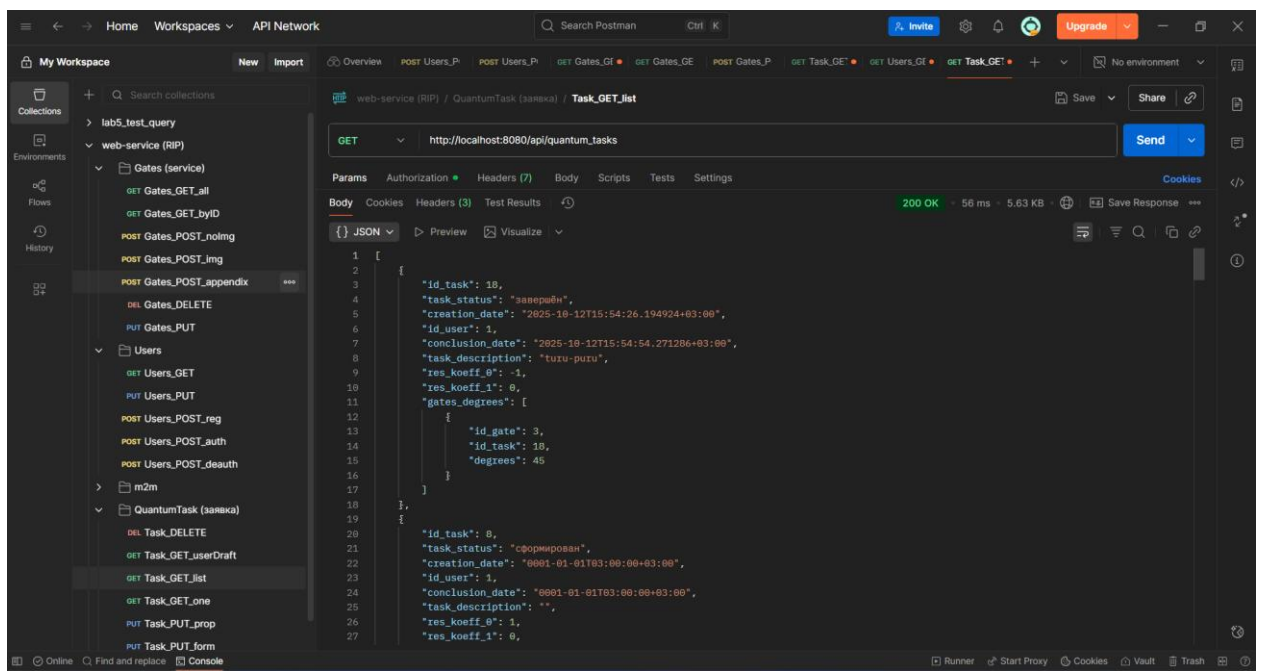 Home Workspaces API Network Search Postman Ctrl K Invite Upgrade
My Workspace New Import
Overview POST Users_P POST Users_P GET Gates_GE GET Gates_GE POST Gates_P GET Task_GET GET Users_GE GET Task_GET No environment
Collections
Environments
Flows
History
Search collections
lab5_test_query
web-service (RIP)
Gates (service)
GET Gates_GET_all
GET Gates_GET_byID
POST Gates_POST_noImg
POST Gates_POST_img
POST Gates_POST_appendix
DEL Gates_DELETE
PUT Gates_PUT
Users
GET Users_GET
PUT Users_PUT
POST Users_POST_reg
POST Users_POST_auth
POST Users_POST_deauth
m2m
QuantumTask (заявка)
DEL Task_DELETE
GET Task_GET_userDraft
GET Task_GET_list
GET Task_GET_one
PUT Task_PUT_prop
PUT Task_PUT_form
HTTP web-service (RIP) / QuantumTask (заявка) / Task_GET_list Save Share
GET http://localhost:8080/api/quantum_tasks Send
Params Authorization Headers (7) Body Scripts Tests Settings Cookies
Body Cookies Headers (3) Test Results 200 OK 56 ms 5.63 KB Save Response
{} JSON Preview Visualize
1 [
2 {
3 "id_task": 18,
4 "task_status": "завершён",
5 "creation_date": "2025-10-12T15:54:26.194924+03:00",
6 "id_user": 1,
7 "conclusion_date": "2025-10-12T15:54:54.271286+03:00",
8 "task_description": "turu-puru",
9 "res_koeff_0": -1,
10 "res_koeff_1": 0,
11 "gates_degrees": [
12 {
13 "id_gate": 3,
14 "id_task": 18,
15 "degrees": 45
16 }
17 ]
18 },
19 {
20 "id_task": 8,
21 "task_status": "сформирован",
22 "creation_date": "0001-01-01T03:00:00+03:00",
23 "id_user": 1,
24 "conclusion_date": "0001-01-01T03:00:00+03:00",
25 "task_description": "",
26 "res_koeff_0": 1,
27 "res_koeff_1": 0,
Online Find and replace Console Runner Start Proxy Cookies Vault Trash